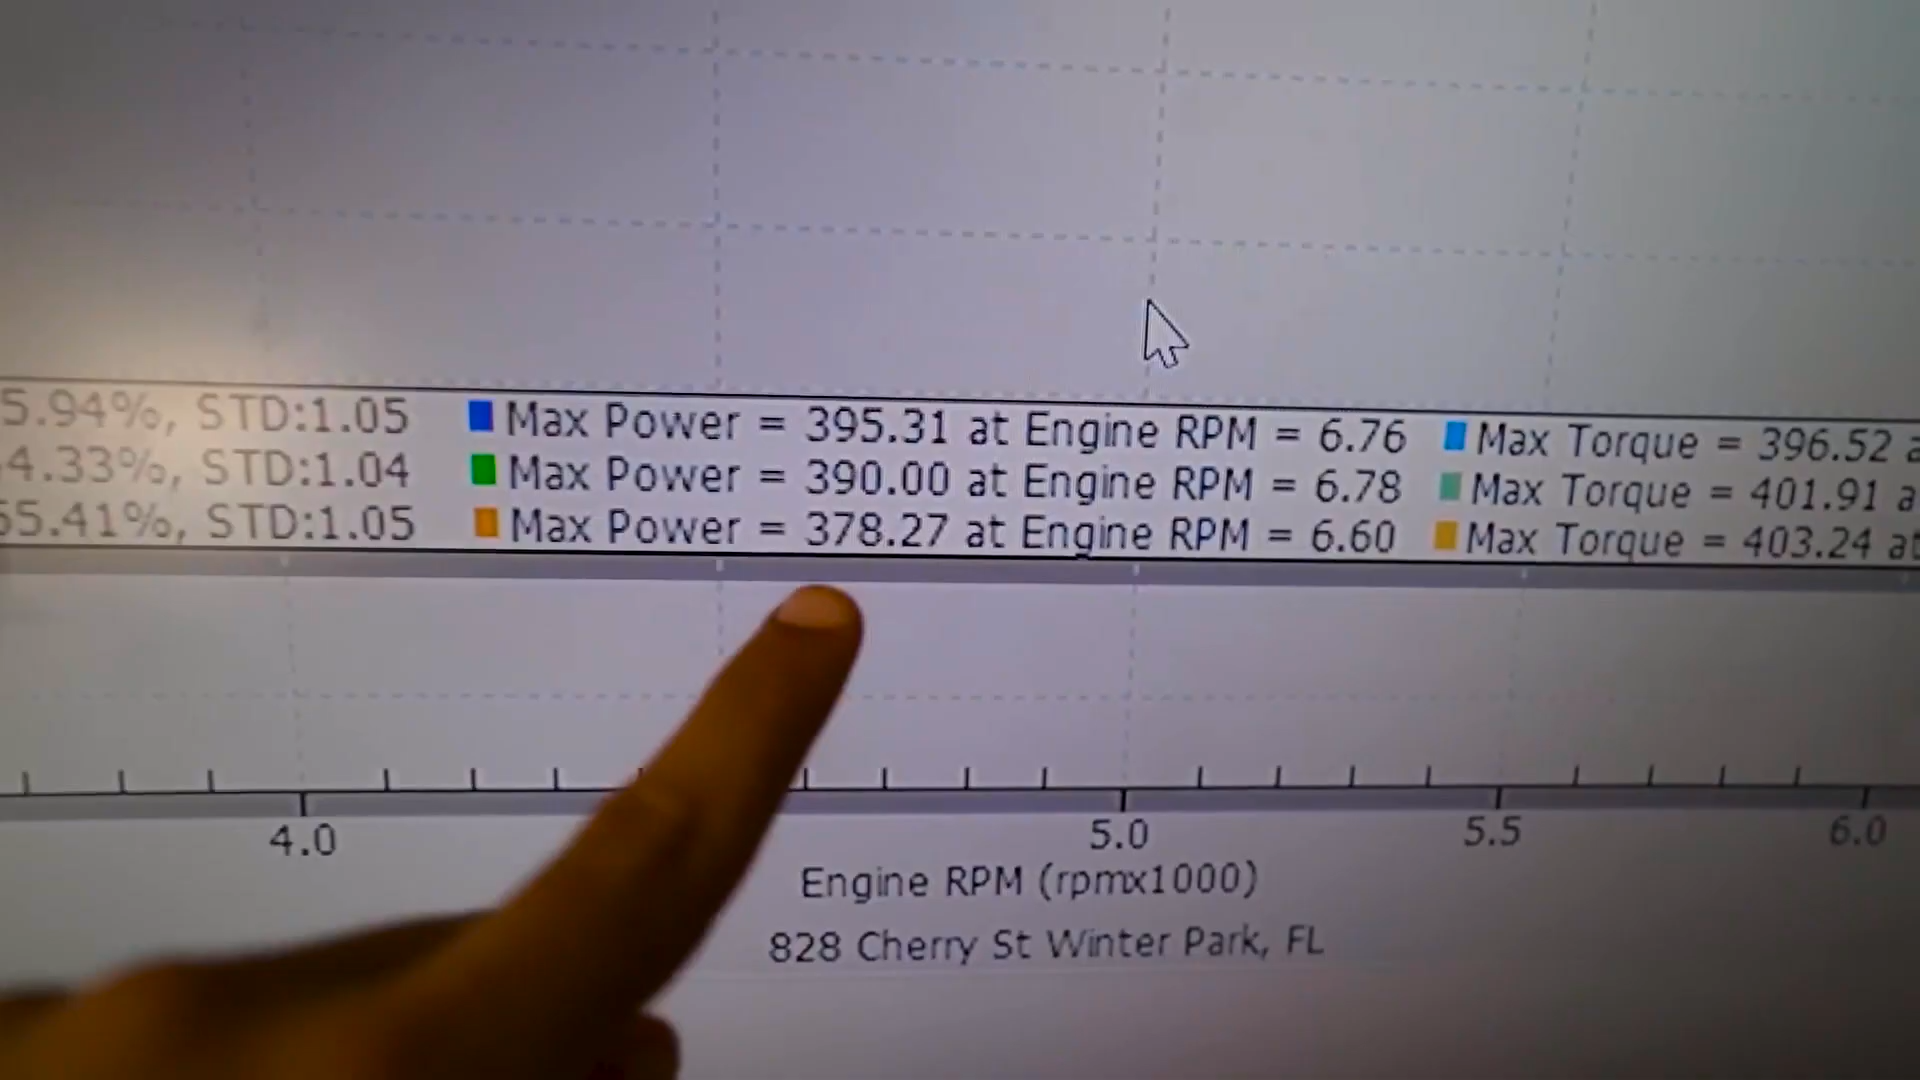 5.94%, STD:1.05 Max Power = 395.31 at Engine RPM = 6.76 Max Torque = 396.52
4.33%, STD:1.04 Max Power = 390.00 at Engine RPM = 6.78 Max Torque = 401.91
55.41%, STD:1.05 Max Power = 378.27 at Engine RPM = 6.60 Max Torque = 403.24 at
4.0 5.0 5.5 6.0
Engine RPM (rpmx1000)
828 Cherry St Winter Park, FL